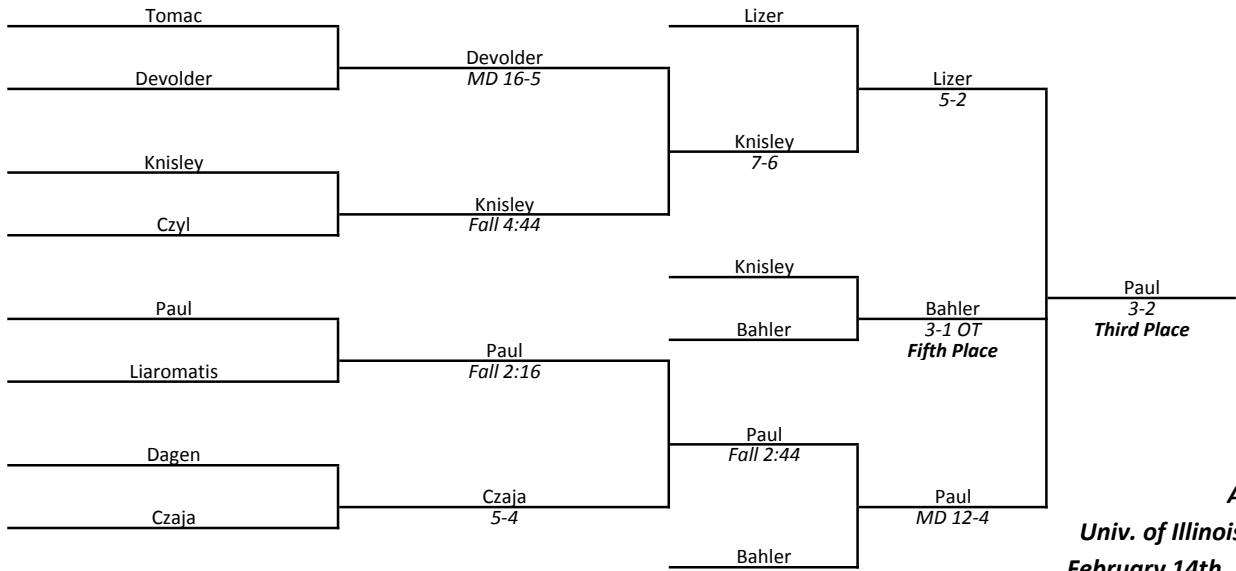 Tomac
Lizer
Devolder
MD 16-5
Devolder
Lizer
5-2
Knisley
7-6
Knisley
Knisley
Fall 4:44
Czyl
Knisley
Paul
3-2
Third Place
Paul
Bahler
3-1 OT
Fifth Place
Bahler
Paul
Fall 2:16
Liaromatis
Paul
Fall 2:44
Dagen
Czaja
5-4
Paul
MD 12-4
A
Czaja
Univ. of Illinois
Bahler
February 14th